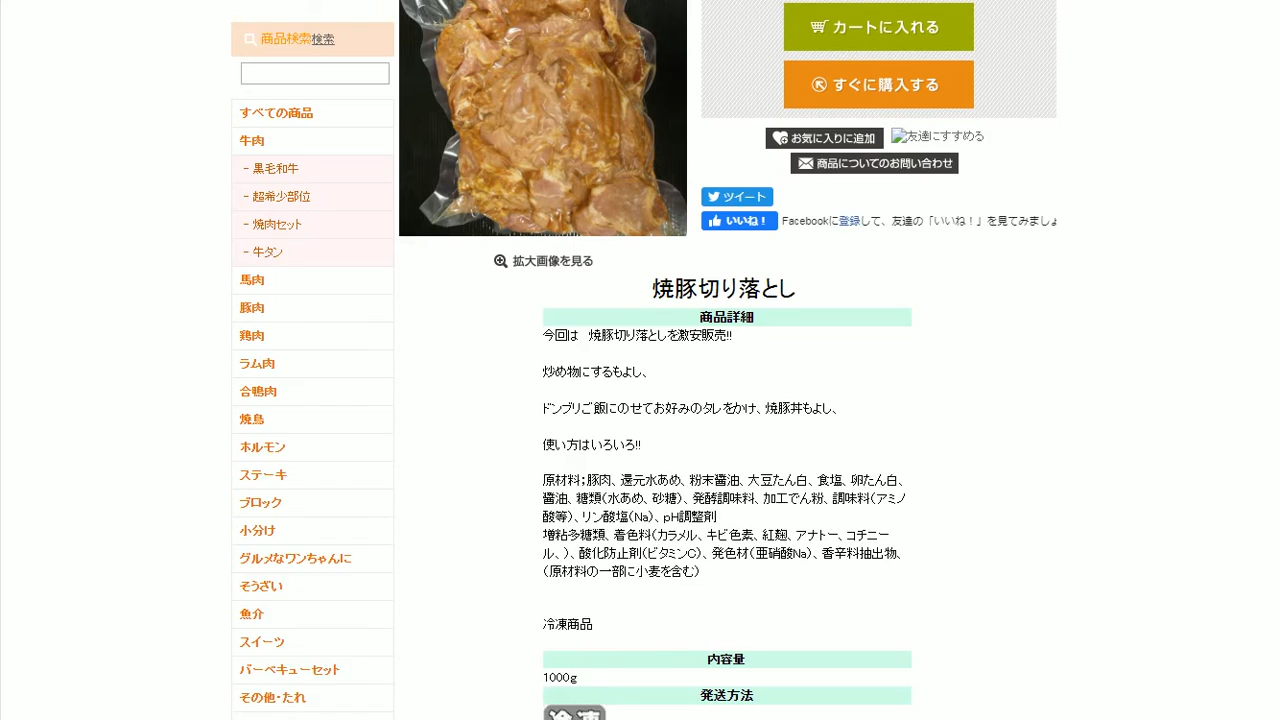 商品検索検索
すべての商品
牛肉
- 黒毛和牛
- 超希少部位
- 焼肉セット
- 牛タン
馬肉
豚肉
鶏肉
ラム肉
合鴨肉
焼鳥
ホルモン
ステーキ
ブロック
小分け
グルメなワンちゃんに
そうざい
魚介
スイーツ
バーベキューセット
その他・たれ
カートに入れる
すぐに購入する
お気に入りに追加
友達にすすめる
商品についてのお問い合わせ
ツイート
いいね！ Facebookに登録して、友達の「いいね！」を見てみましょ
拡大画像を見る
焼豚切り落とし
商品詳細
今回は　焼豚切り落としを激安販売!!
炒め物にするもよし、
ドンブリご飯にのせてお好みのタレをかけ、焼豚丼もよし、
使い方はいろいろ!!
原材料；豚肉、還元水あめ、粉末醤油、大豆たん白、食塩、卵たん白、
醤油、糖類（水あめ、砂糖）、発酵調味料、加工でん粉、調味料（アミノ
酸等）、リン酸塩（Na）、pH調整剤
増粘多糖類、着色料（カラメル、キビ色素、紅麹、アナトー、コチニー
ル、）、酸化防止剤（ビタミンC）、発色材（亜硝酸Na）、香辛料抽出物、
（原材料の一部に小麦を含む）
冷凍商品
内容量
1000g
発送方法
冷凍